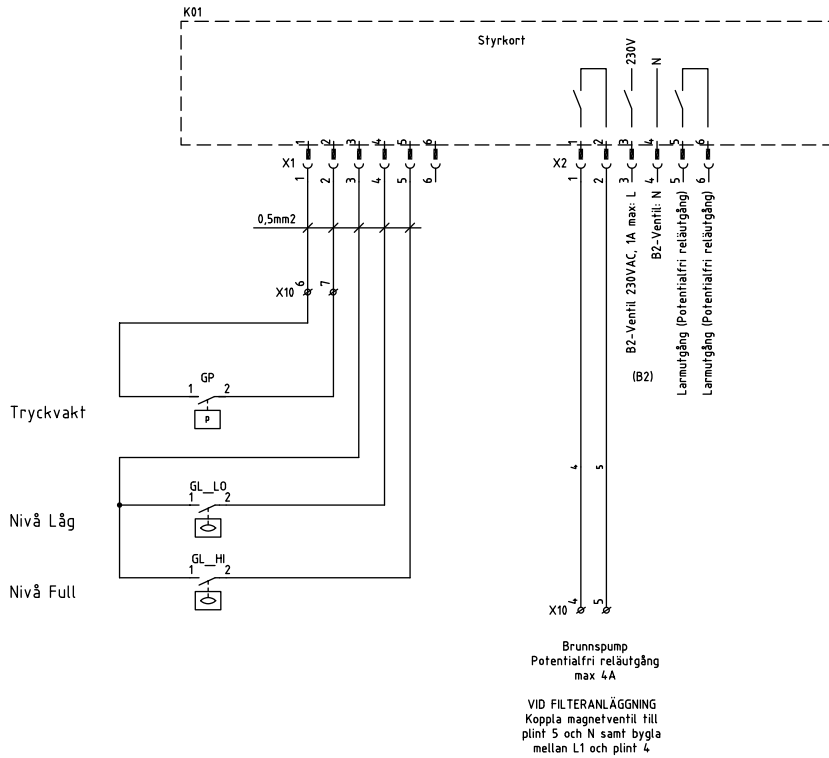 K01
Styrkort
230V
N
1 2 3 4 5 6
1 2 3 4 5 6
X1
X2
1 2 3 4 5 6
1 2 3 4 5 6
0,5mm2
X10 6 7
B2-Ventil 230VAC, 1A max: L
B2-Ventil: N
Larmutgång (Potentialfri reläutgång)
Larmutgång (Potentialfri reläutgång)
(B2)
GP
1 2
P
Tryckvakt
4 5
GL_LO
1 2
Nivå Låg
GL_HI
1 2
Nivå Full
X10 4 5
Brunnspump
Potentialfri reläutgång
max 4A
VID FILTERANLÄGGNING
Koppla magnetventil till
plint 5 och N samt bygla
mellan L1 och plint 4